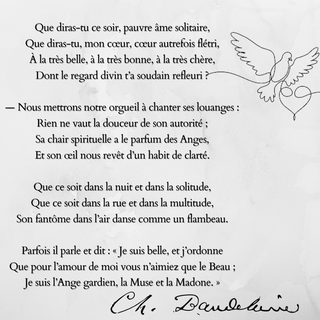 Que diras-tu ce soir, pauvre âme solitaire,
Que diras-tu, mon cœur, cœur autrefois flétri,
À la très belle, à la très bonne, à la très chère,
Dont le regard divin t'a soudain refleuri ?
— Nous mettrons notre orgueil à chanter ses louanges :
Rien ne vaut la douceur de son autorité ;
Sa chair spirituelle a le parfum des Anges,
Et son œil nous revêt d'un habit de clarté.
Que ce soit dans la nuit et dans la solitude,
Que ce soit dans la rue et dans la multitude,
Son fantôme dans l'air danse comme un flambeau.
Parfois il parle et dit : « Je suis belle, et j'ordonne
Que pour l'amour de moi vous n'aimiez que le Beau ;
Je suis l'Ange gardien, la Muse et la Madone. »
Ch. Baudelaire